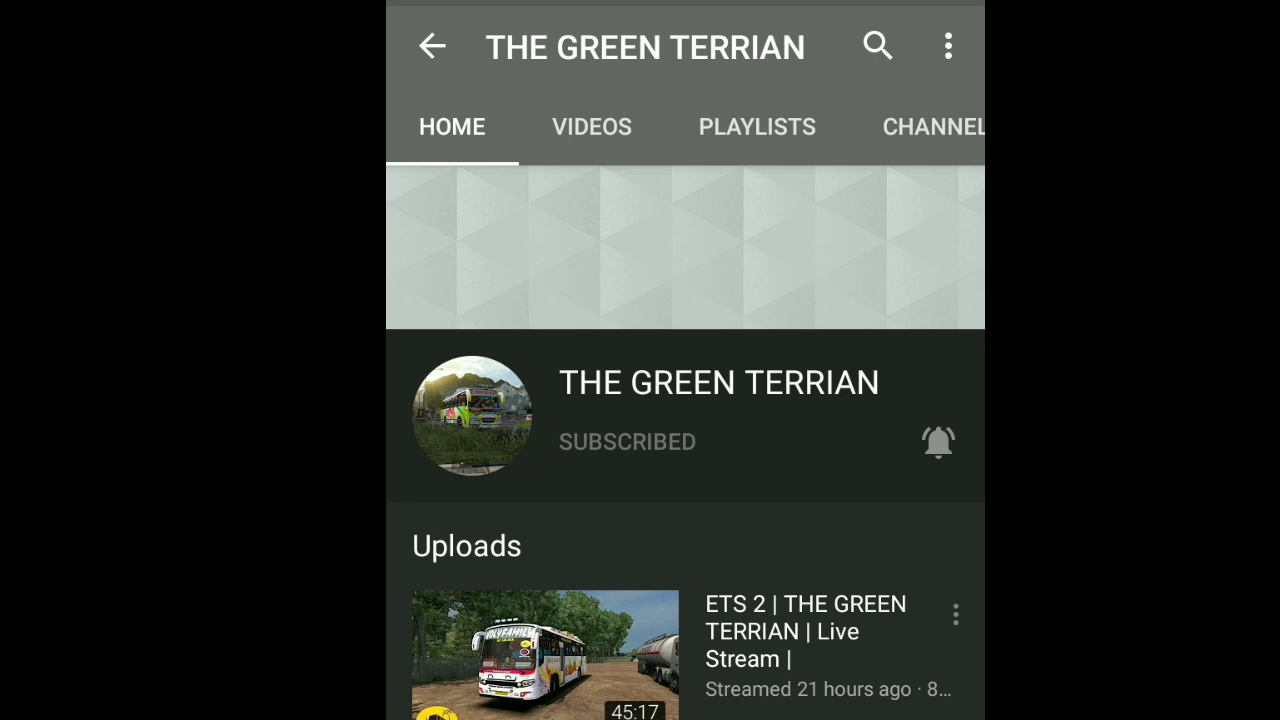 THE GREEN TERRIAN
HOME VIDEOS PLAYLISTS CHANNEL
THE GREEN TERRIAN
SUBSCRIBED
Uploads
ETS 2 | THE GREEN
TERRIAN | Live
Stream |
Streamed 21 hours ago · 8...
45:17